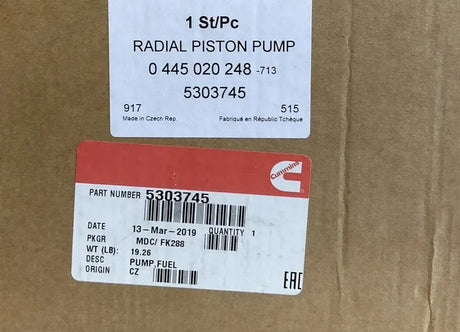 1 St/Pc
RADIAL PISTON PUMP
0 445 020 248 -713
5303745
917 515
Made in Czech Rep. Fabriqué en République Tchèque
Cummins
PART NUMBER 5303745
DATE 13-Mar-2019 QUANTITY 1
PKGR MDC/ FK288
WT (LB): 19.26
DESC PUMP,FUEL
ORIGIN CZ
EAC